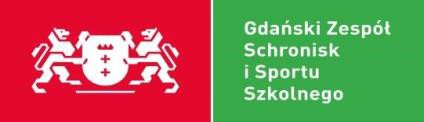 Gdański Zespół
Schronisk
i Sportu
Szkolnego